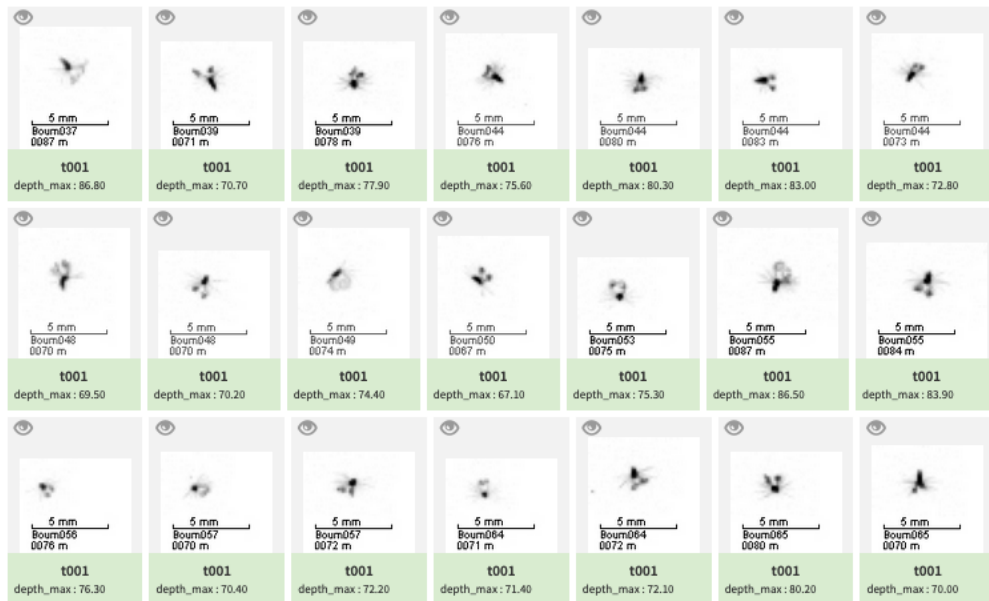 5 mm
Boum037
0087 m
t001
depth_max : 86.80
5 mm
Boum039
0071 m
t001
depth_max : 70.70
5 mm
Boum039
0078 m
t001
depth_max : 77.90
5 mm
Boum044
0076 m
t001
depth_max : 75.60
5 mm
Boum044
0080 m
t001
depth_max : 80.30
5 mm
Boum044
0083 m
t001
depth_max : 83.00
5 mm
Boum044
0073 m
t001
depth_max : 72.80
5 mm
Boum048
0070 m
t001
depth_max : 69.50
5 mm
Boum048
0070 m
t001
depth_max : 70.20
5 mm
Boum049
0074 m
t001
depth_max : 74.40
5 mm
Boum050
0067 m
t001
depth_max : 67.10
5 mm
Boum053
0075 m
t001
depth_max : 75.30
5 mm
Boum055
0087 m
t001
depth_max : 86.50
5 mm
Boum055
0084 m
t001
depth_max : 83.90
5 mm
Boum056
0076 m
t001
depth_max : 76.30
5 mm
Boum057
0070 m
t001
depth_max : 70.40
5 mm
Boum057
0072 m
t001
depth_max : 72.20
5 mm
Boum064
0071 m
t001
depth_max : 71.40
5 mm
Boum064
0072 m
t001
depth_max : 72.10
5 mm
Boum065
0080 m
t001
depth_max : 80.20
5 mm
Boum065
0070 m
t001
depth_max : 70.00